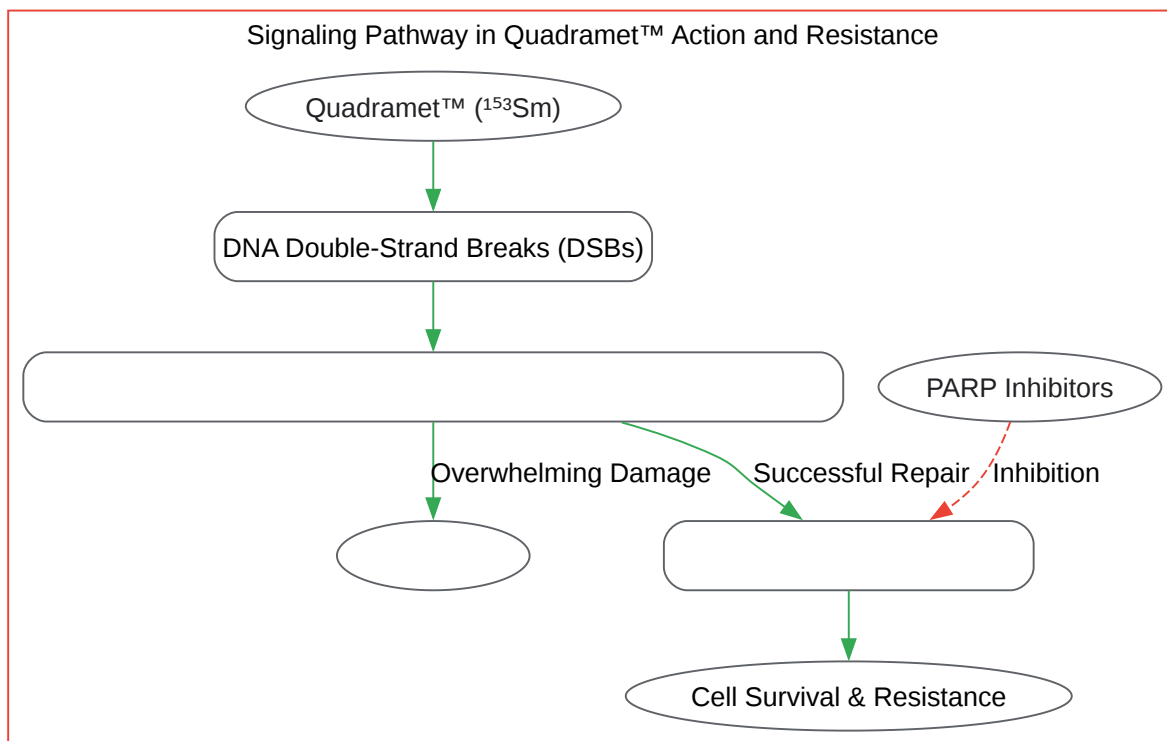 Signaling Pathway in Quadramet™ Action and Resistance
Quadramet™ (¹⁵³Sm)
DNA Double-Strand Breaks (DSBs)
PARP Inhibitors
Overwhelming Damage
Successful Repair
Inhibition
Cell Survival & Resistance